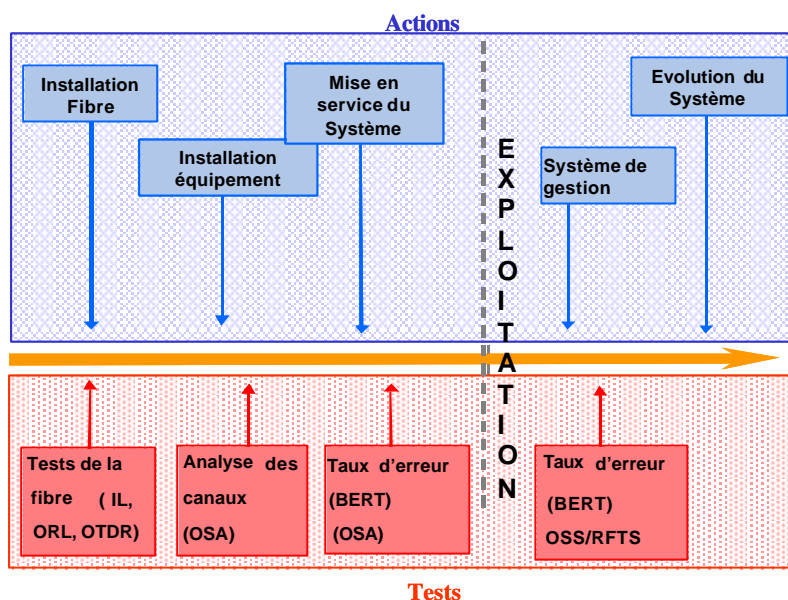 Actions
Installation
Fibre
Installation
équipement
Mise en
service du
Système
EXPLOITATION
Système de
gestion
Evolution du
Système
Tests de la
fibre ( IL,
ORL, OTDR)
Analyse des
canaux
(OSA)
Taux d'erreur
(BERT)
(OSA)
Taux d'erreur
(BERT)
OSS/RFTS
Tests